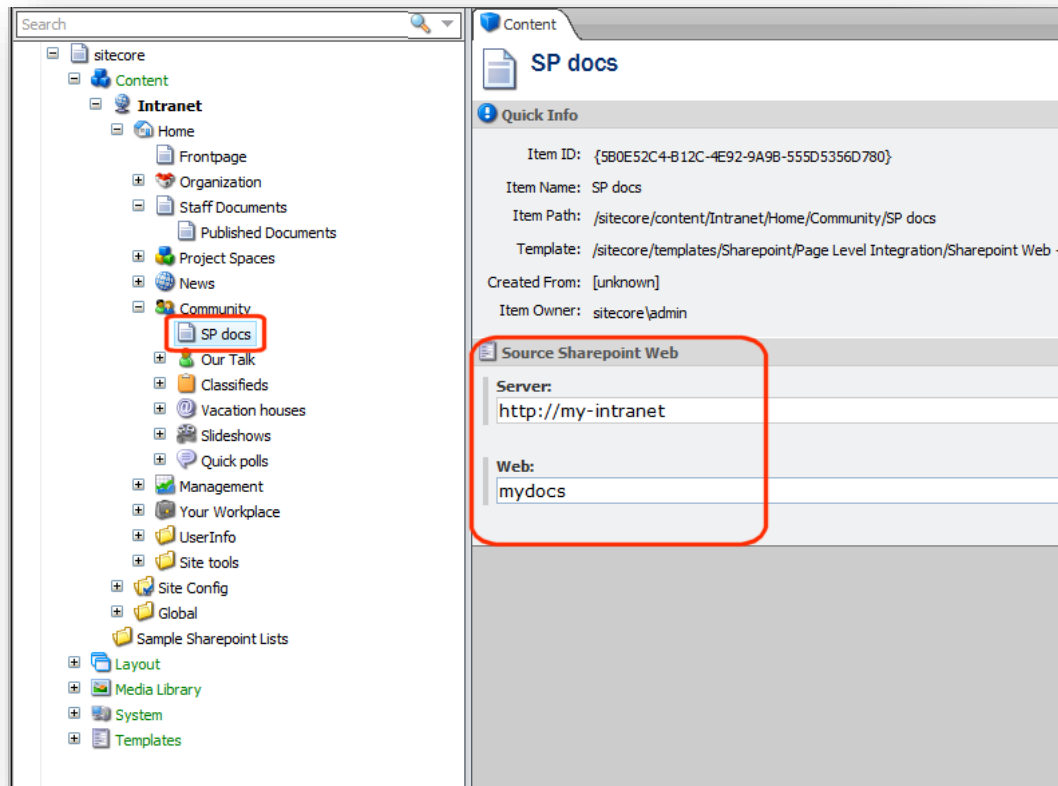 Search
sitecore
Content
Intranet
Home
Frontpage
Organization
Staff Documents
Published Documents
Project Spaces
News
Community
SP docs
Our Talk
Classifieds
Vacation houses
Slideshows
Quick polls
Management
Your Workplace
UserInfo
Site tools
Site Config
Global
Sample Sharepoint Lists
Layout
Media Library
System
Templates
Content
SP docs
Quick Info
Item ID: {5B0E52C4-B12C-4E92-9A9B-555D5356D780}
Item Name: SP docs
Item Path: /sitecore/content/Intranet/Home/Community/SP docs
Template: /sitecore/templates/Sharepoint/Page Level Integration/Sharepoint Web -
Created From: [unknown]
Item Owner: sitecore\admin
Source Sharepoint Web
Server:
http://my-intranet
Web:
mydocs